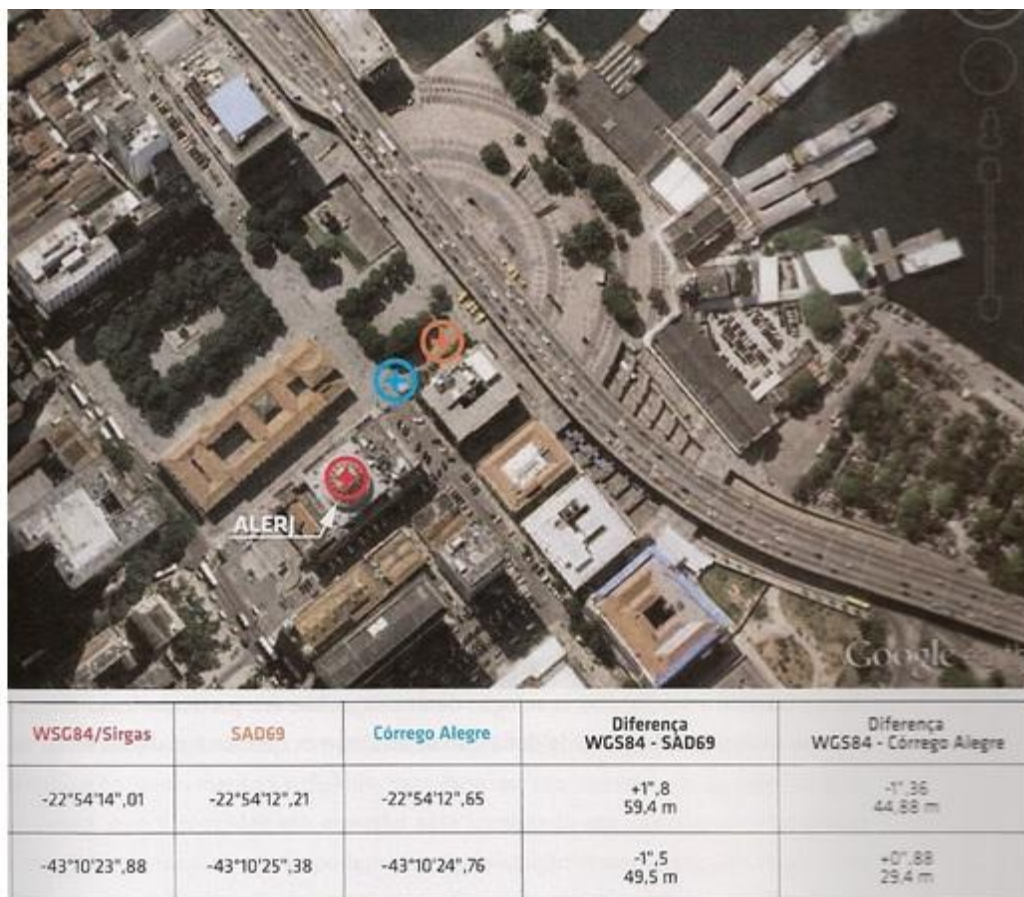 ALERJ
Google
WSG84/Sirgas SAD69 Córrego Alegre Diferença WGS84 - SAD69 Diferença WGS84 - Córrego Alegre
-22°54'14",01 -22°54'12",21 -22°54'12",65 +1",8 59,4 m -1",36 44,88 m
-43°10'23",88 -43°10'25",38 -43°10'24",76 -1",5 49,5 m +0",88 29,4 m